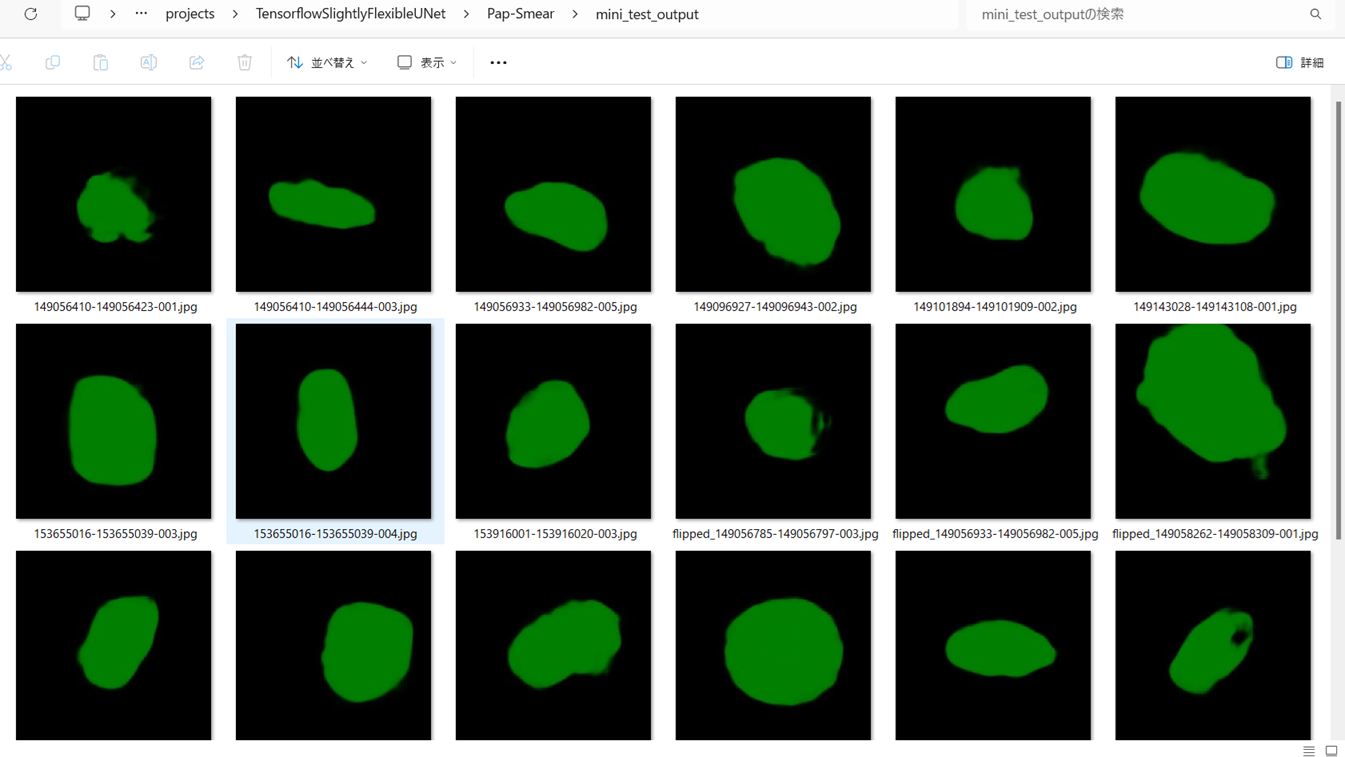 projects > TensorflowSlightlyFlexibleUNet > Pap-Smear > mini_test_output
mini_test_outputの検索
並べ替え
表示
詳細
149056410-149056423-001.jpg
149056410-149056444-003.jpg
149056933-149056982-005.jpg
149096927-149096943-002.jpg
149101894-149101909-002.jpg
149143028-149143108-001.jpg
153655016-153655039-003.jpg
153655016-153655039-004.jpg
153916001-153916020-003.jpg
flipped_149056785-149056797-003.jpg
flipped_149056933-149056982-005.jpg
flipped_149058262-149058309-001.jpg